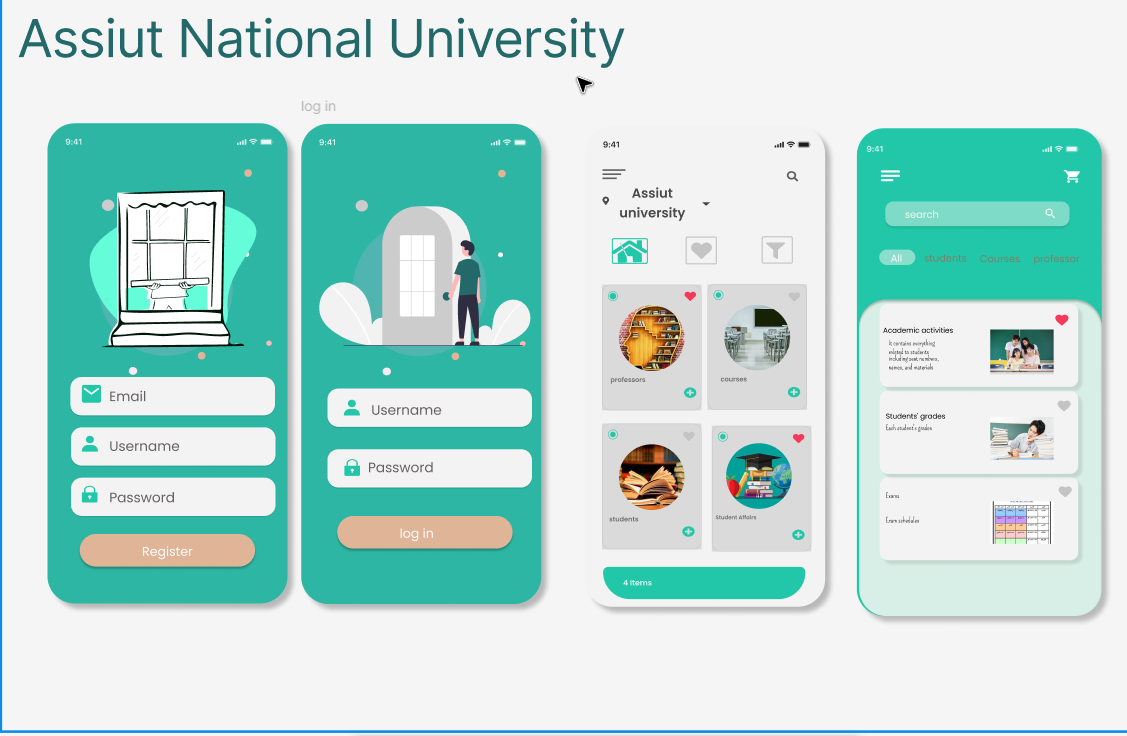 Assiut National University
log in
9:41
Email
Username
Password
Register
9:41
Username
Password
log in
9:41
Assiut
university
professors
courses
students
Student Affairs
4 Items
9:41
search
All students Courses professor
Academic activities
It contains everything
related to students
including seat numbers,
names, and materials
Students' grades
Each student's grades
Exams
Exam schedules